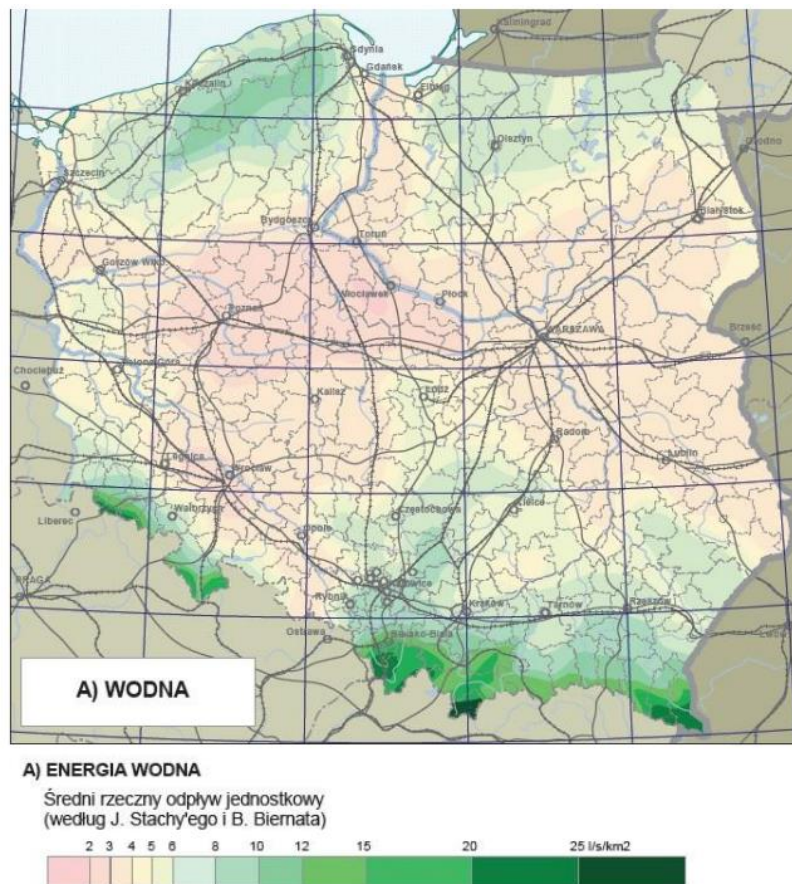 Kaliningrad
Gdynia
Gdańsk
Koszalin
Elbląg
Olsztyn
Grodno
Szczecin
Białystok
Bydgoszcz
Toruń
Gorzów Wlkp.
Włocławek
Płock
Poznań
WARSZAWA
Brześć
Zielona Góra
Chociebuż
Kalisz
Łódź
Radom
Lublin
Legnica
Wrocław
Kielce
Liberec
Wałbrzych
Częstochowa
Opole
PRAGA
Katowice
Rybnik
Kraków
Tarnów
Rzeszów
Ostrawa
Bielsko-Biała
Lwów
A) WODNA
A) ENERGIA WODNA
Średni rzeczny odpływ jednostkowy
(według J. Stachy'ego i B. Biernata)
2 3 4 5 6 8 10 12 15 20 25 l/s/km2